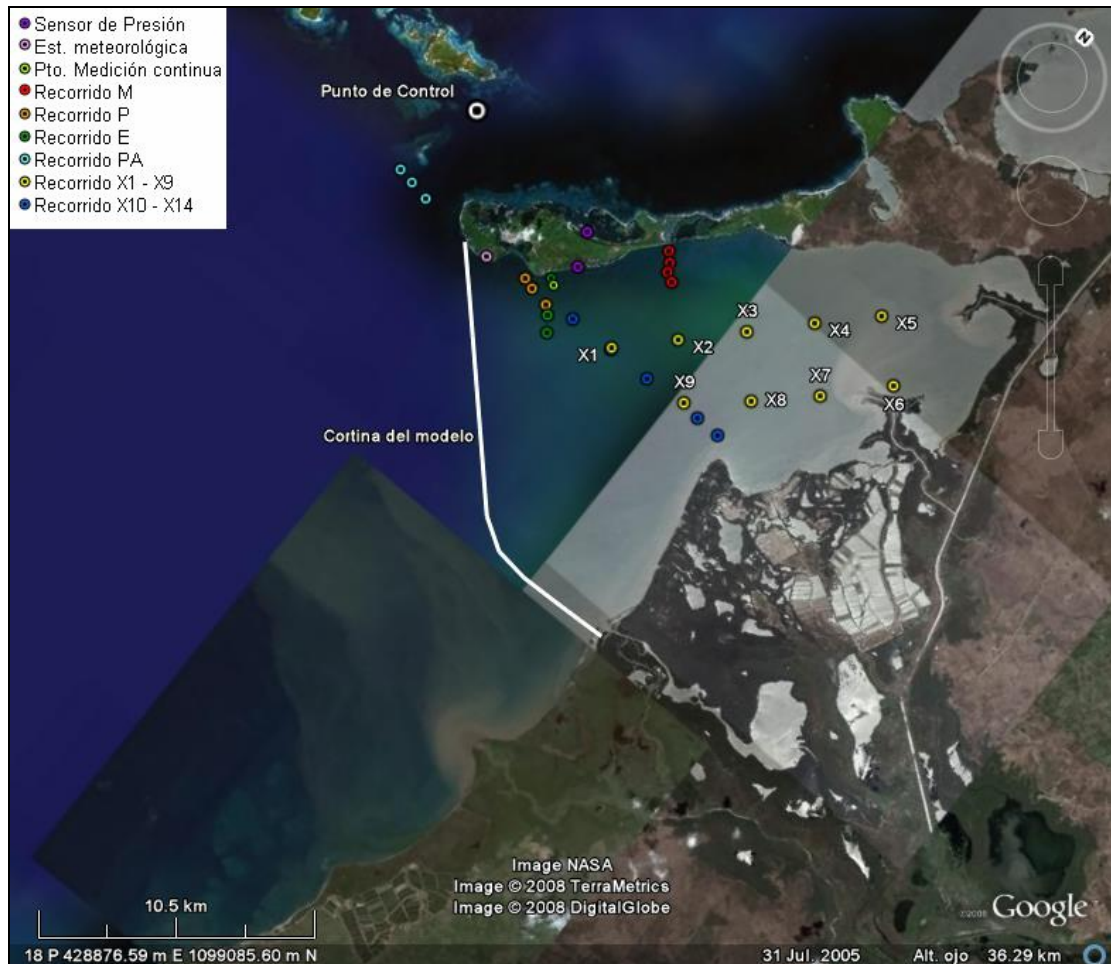 Sensor de Presión
Est. meteorológica
Pto. Medición continua
Recorrido M
Recorrido P
Recorrido E
Recorrido PA
Recorrido X1 - X9
Recorrido X10 - X14
N
Punto de Control
X3
X4
X5
X1
X2
X9
X8
X7
X6
Cortina del modelo
Image NASA
Image © 2008 TerraMetrics
Image © 2008 DigitalGlobe
10.5 km
©2008 Google
18 P 428876.59 m E 1099085.60 m N
31 Jul. 2005
Alt. ojo 36.29 km